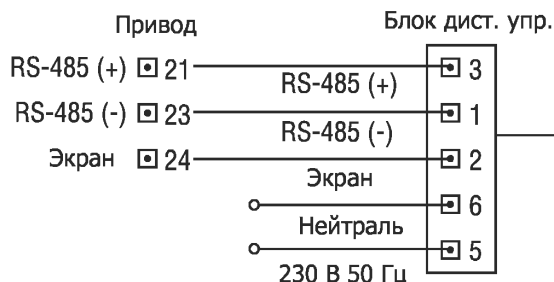 Привод Блок дист. упр.
RS-485 (+) 21 3
RS-485 (+)
RS-485 (-) 23 1
RS-485 (-)
Экран 24 2
Экран
6
Нейтраль
5
230 В 50 Гц